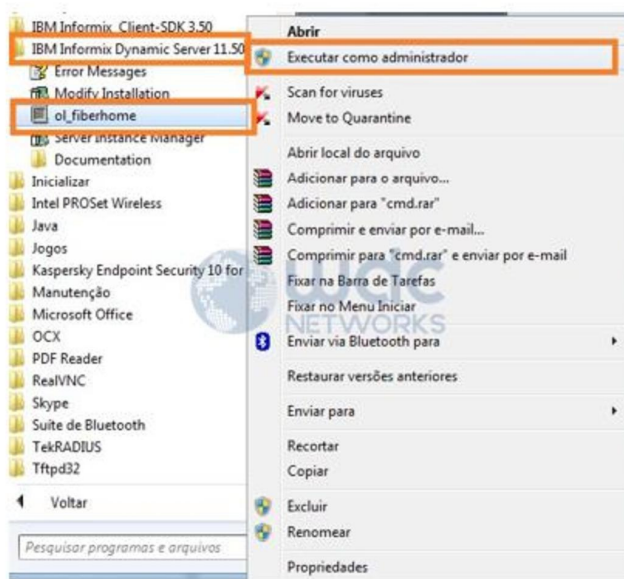 IBM Informix Client-SDK 3.50
IBM Informix Dynamic Server 11.50
Error Messages
Modify Installation
ol_fiberhome
Server Instance Manager
Documentation
Inicializar
Intel PROSet Wireless
Java
Jogos
Kaspersky Endpoint Security 10 for
Manutenção
Microsoft Office
OCX
PDF Reader
RealVNC
Skype
Suíte de Bluetooth
TekRADIUS
Tftpd32
Voltar
Pesquisar programas e arquivos
Abrir
Executar como administrador
Scan for viruses
Move to Quarantine
Abrir local do arquivo
Adicionar para o arquivo...
Adicionar para "cmd.rar"
Comprimir e enviar por e-mail...
Comprimir para "cmd.rar" e enviar por e-mail
Fixar na Barra de Tarefas
Fixar no Menu Iniciar
Enviar via Bluetooth para
Restaurar versões anteriores
Enviar para
Recortar
Copiar
Excluir
Renomear
Propriedades
wdc
NETWORKS